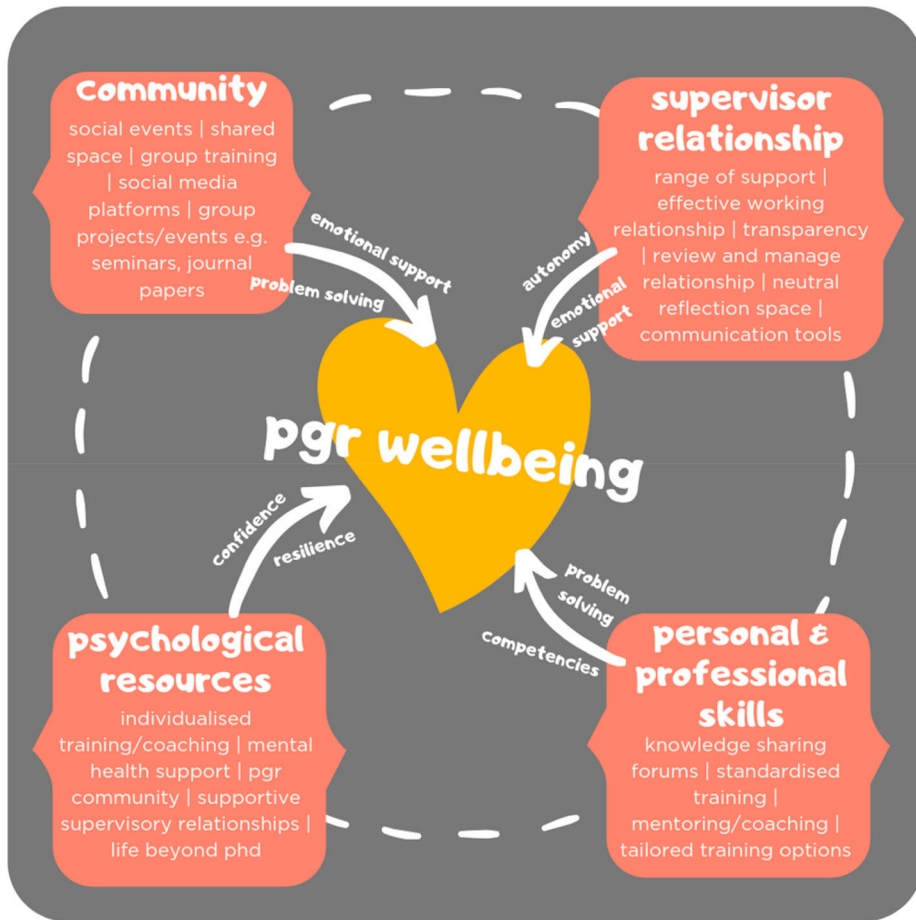 community
social events | shared
space | group training
| social media
platforms | group
projects/events e.g.
seminars, journal
papers
supervisor
relationship
range of support |
effective working
relationship | transparency
| review and manage
relationship | neutral
reflection space |
communication tools
emotional support
problem solving
autonomy
emotional
support
pgr wellbeing
confidence
resilience
problem
solving
competencies
psychological
resources
individualised
training/coaching | mental
health support | pgr
community | supportive
supervisory relationships |
life beyond phd
personal &
professional
skills
knowledge sharing
forums | standardised
training |
mentoring/coaching |
tailored training options